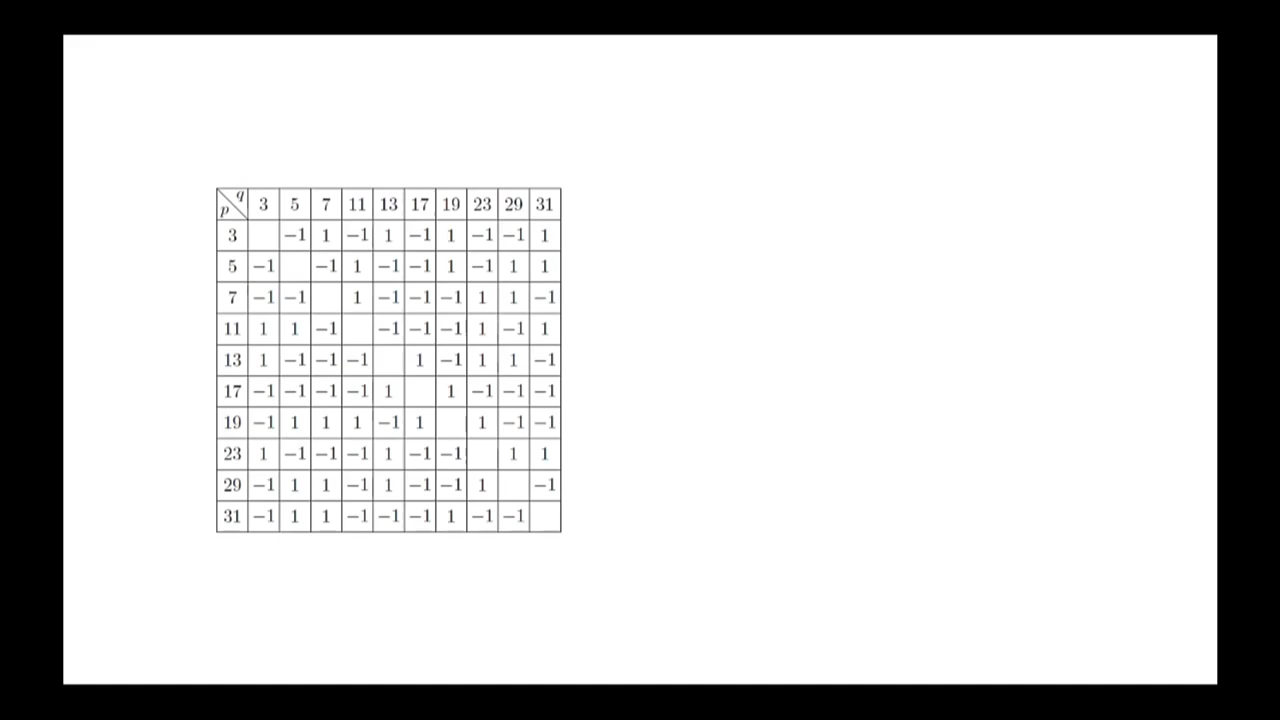 p q 3 5 7 11 13 17 19 23 29 31
3 −1 1 −1 1 −1 1 −1 −1 1
5 −1 −1 1 −1 −1 1 −1 1 1
7 −1 −1 1 −1 −1 −1 1 1 −1
11 1 1 −1 −1 −1 −1 1 −1 1
13 1 −1 −1 −1 1 −1 1 1 −1
17 −1 −1 −1 −1 1 1 −1 −1 −1
19 −1 1 1 1 −1 1 1 −1 −1
23 1 −1 −1 −1 1 −1 −1 1 1
29 −1 1 1 −1 1 −1 −1 1 −1
31 −1 1 1 −1 −1 −1 1 −1 −1